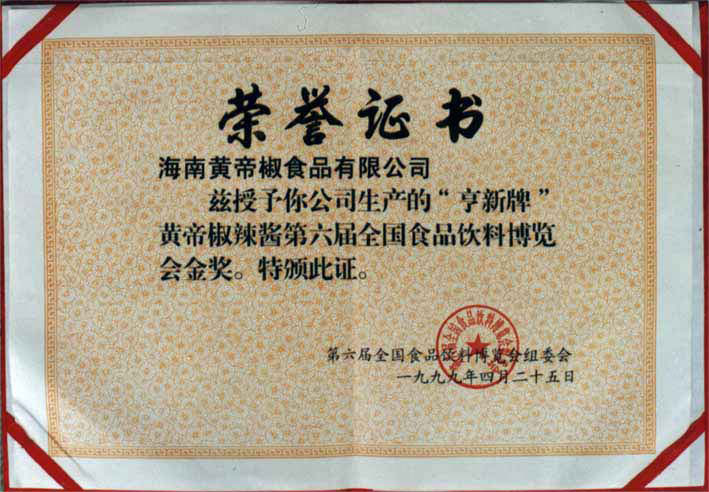 荣誉证书
海南黄帝椒食品有限公司
兹授予你公司生产的“亨新牌”
黄帝椒辣酱第六届全国食品饮料博览
会金奖。特颁此证。
第六届全国食品饮料博览会组委会
一九九九年四月二十五日